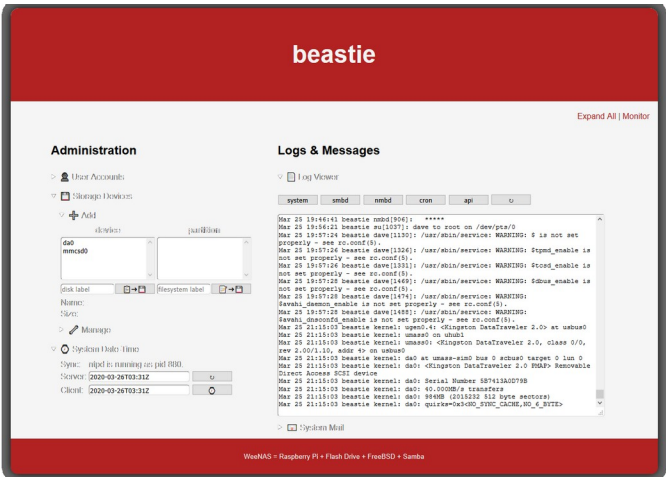 beastie
Expand All | Monitor
Administration
User Accounts
Storage Devices
Add
device
partition
da0
mmcsd0
disk label
filesystem label
Name:
Size:
Manage
System Date-Time
Sync: ntpd is running as pid 880.
Server: 2020-03-26T03:31Z
Client: 2020-03-26T03:31Z
Logs & Messages
Log Viewer
system smbd nmbd cron api
Mar 25 19:46:41 beastie nmbd[906]: *****
Mar 25 19:56:21 beastie su[1037]: dave to root on /dev/pts/0
Mar 25 19:57:24 beastie dave[1130]: /usr/sbin/service: WARNING: $ is not set
properly - see rc.conf(5).
Mar 25 19:57:26 beastie dave[1326]: /usr/sbin/service: WARNING: $tpmd_enable is
not set properly - see rc.conf(5).
Mar 25 19:57:26 beastie dave[1331]: /usr/sbin/service: WARNING: $tcsd_enable is
not set properly - see rc.conf(5).
Mar 25 19:57:28 beastie dave[1469]: /usr/sbin/service: WARNING: $dbus_enable is
not set properly - see rc.conf(5).
Mar 25 19:57:28 beastie dave[1474]: /usr/sbin/service: WARNING:
$avahi_daemon_enable is not set properly - see rc.conf(5).
Mar 25 19:57:28 beastie dave[1488]: /usr/sbin/service: WARNING:
$avahi_dnsconfd_enable is not set properly - see rc.conf(5).
Mar 25 21:15:03 beastie kernel: ugen0.4: <Kingston DataTraveler 2.0> at usbus0
Mar 25 21:15:03 beastie kernel: umass0 on uhub1
Mar 25 21:15:03 beastie kernel: umass0: <Kingston DataTraveler 2.0, class 0/0,
rev 2.00/1.10, addr 4> on usbus0
Mar 25 21:15:03 beastie kernel: da0 at umass-sim0 bus 0 scbus0 target 0 lun 0
Mar 25 21:15:03 beastie kernel: da0: <Kingston DataTraveler 2.0 PMAP> Removable
Direct Access SCSI device
Mar 25 21:15:03 beastie kernel: da0: Serial Number 5B7413A0D79B
Mar 25 21:15:03 beastie kernel: da0: 40.000MB/s transfers
Mar 25 21:15:03 beastie kernel: da0: 984MB (2015232 512 byte sectors)
Mar 25 21:15:03 beastie kernel: da0: quirks=0x3<NO_SYNC_CACHE,NO_6_BYTE>
System Mail
WeeNAS = Raspberry Pi + Flash Drive + FreeBSD + Samba